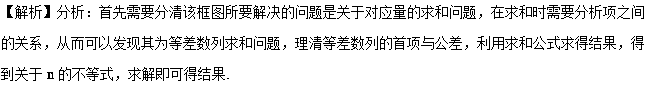 【解析】分析：首先需要分清该框图所要解决的问题是关于对应量的求和问题，在求和时需要分析项之间
的关系，从而可以发现其为等差数列求和问题，理清等差数列的首项与公差，利用求和公式求得结果，得
到关于 n 的不等式，求解即可得结果.